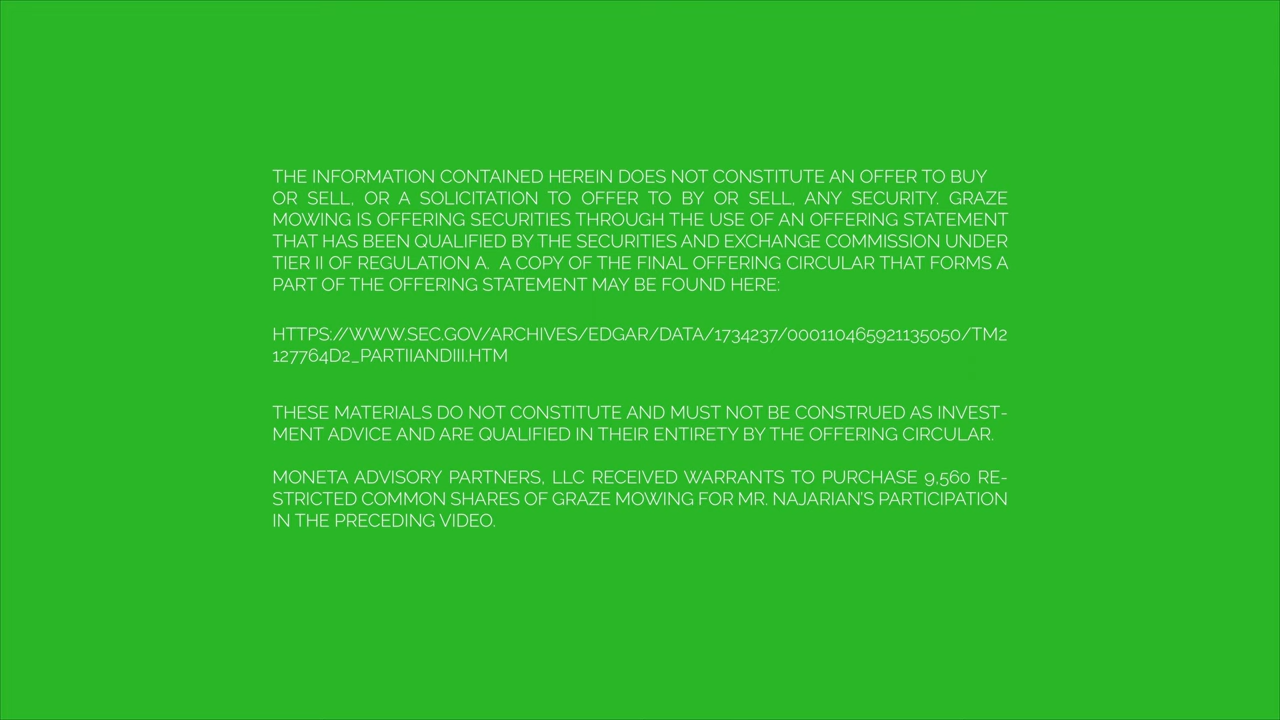 THE INFORMATION CONTAINED HEREIN DOES NOT CONSTITUTE AN OFFER TO BUY
OR SELL, OR A SOLICITATION TO OFFER TO BY OR SELL, ANY SECURITY. GRAZE
MOWING IS OFFERING SECURITIES THROUGH THE USE OF AN OFFERING STATEMENT
THAT HAS BEEN QUALIFIED BY THE SECURITIES AND EXCHANGE COMMISSION UNDER
TIER II OF REGULATION A.  A COPY OF THE FINAL OFFERING CIRCULAR THAT FORMS A
PART OF THE OFFERING STATEMENT MAY BE FOUND HERE:
HTTPS://WWW.SEC.GOV/ARCHIVES/EDGAR/DATA/1734237/000110465921135050/TM2
127764D2_PARTIIANDIII.HTM
THESE MATERIALS DO NOT CONSTITUTE AND MUST NOT BE CONSTRUED AS INVEST-
MENT ADVICE AND ARE QUALIFIED IN THEIR ENTIRETY BY THE OFFERING CIRCULAR.
MONETA ADVISORY PARTNERS, LLC RECEIVED WARRANTS TO PURCHASE 9,560 RE-
STRICTED COMMON SHARES OF GRAZE MOWING FOR MR. NAJARIAN'S PARTICIPATION
IN THE PRECEDING VIDEO.